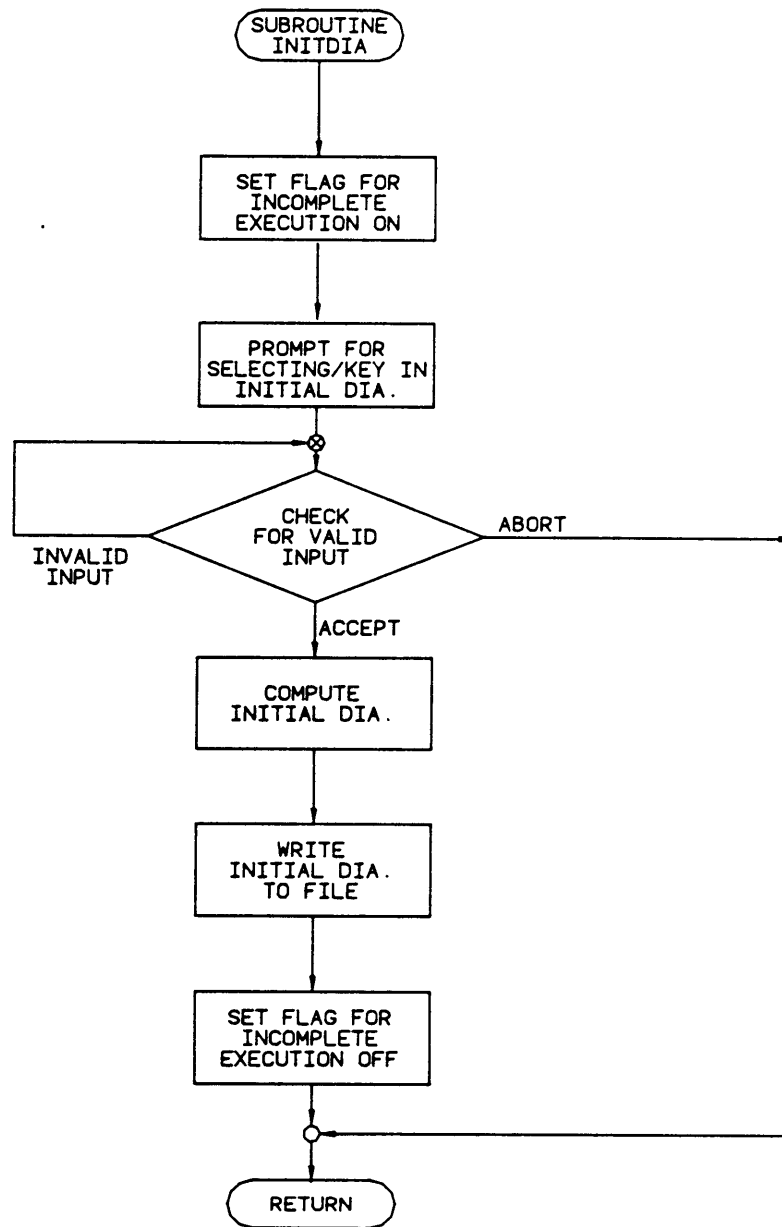 SUBROUTINE
INITDIA
SET FLAG FOR
INCOMPLETE
EXECUTION ON
PROMPT FOR
SELECTING/KEY IN
INITIAL DIA.
CHECK
FOR VALID
INPUT
ABORT
INVALID
INPUT
ACCEPT
COMPUTE
INITIAL DIA.
WRITE
INITIAL DIA.
TO FILE
SET FLAG FOR
INCOMPLETE
EXECUTION OFF
RETURN